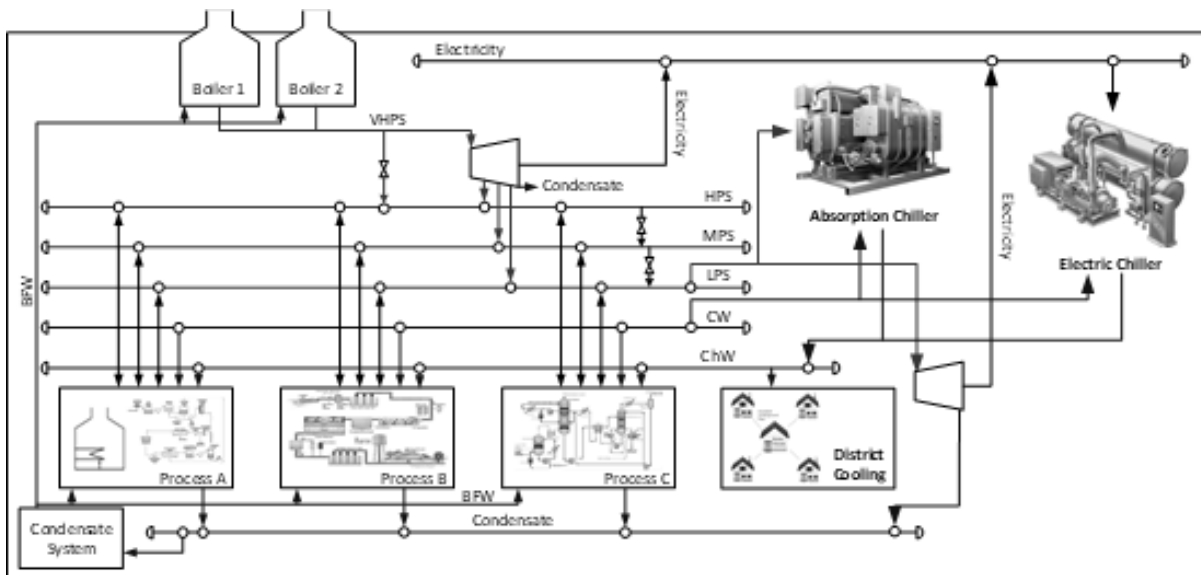 Electricity
Boiler 1
Boiler 2
VHPS
Electricity
Condensate
HPS
Absorption Chiller
MPS
Electricity
Electric Chiller
BFW
LPS
CW
ChW
Process A
Process B
Process C
District
Cooling
BFW
Condensate
Condensate
System